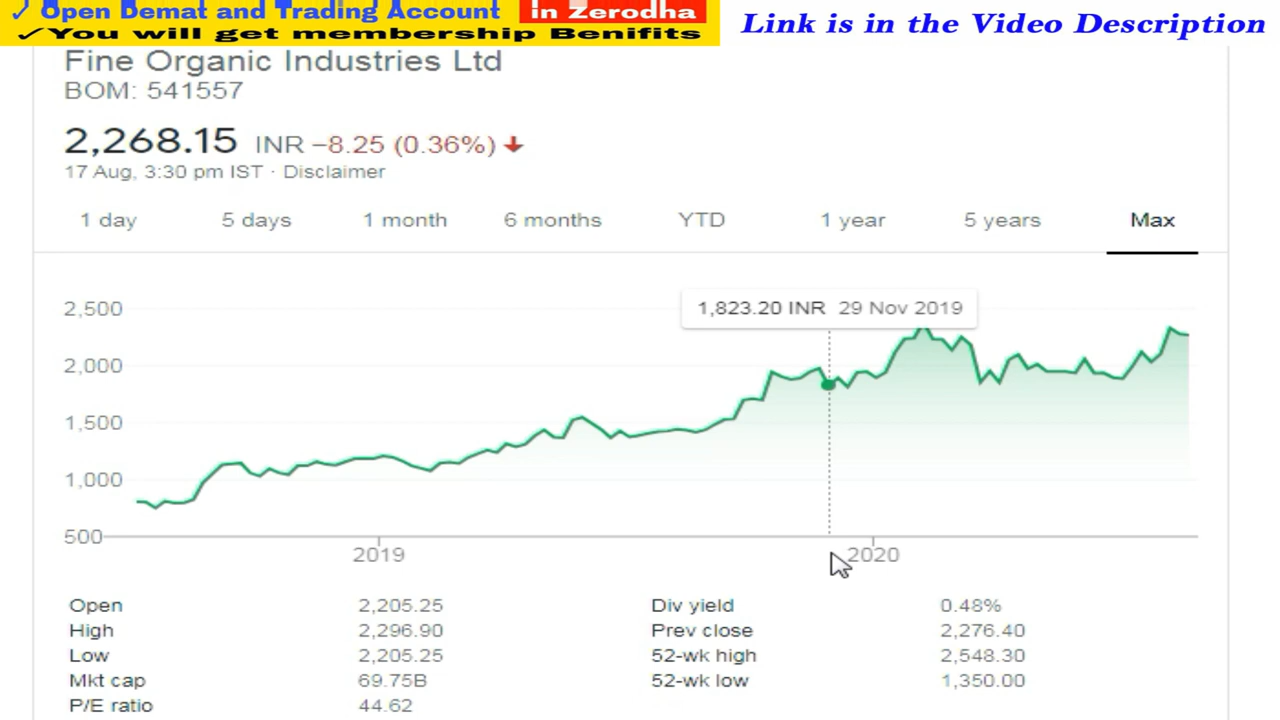 ✓ Open Demat and Trading Account In Zerodha
✓You will get membership Benifits
Link is in the Video Description
Fine Organic Industries Ltd
BOM: 541557
2,268.15 INR −8.25 (0.36%) ↓
17 Aug, 3:30 pm IST · Disclaimer
1 day 5 days 1 month 6 months YTD 1 year 5 years Max
1,823.20 INR 29 Nov 2019
2,500
2,000
1,500
1,000
500
2019 2020
Open 2,205.25 Div yield 0.48%
High 2,296.90 Prev close 2,276.40
Low 2,205.25 52-wk high 2,548.30
Mkt cap 69.75B 52-wk low 1,350.00
P/E ratio 44.62